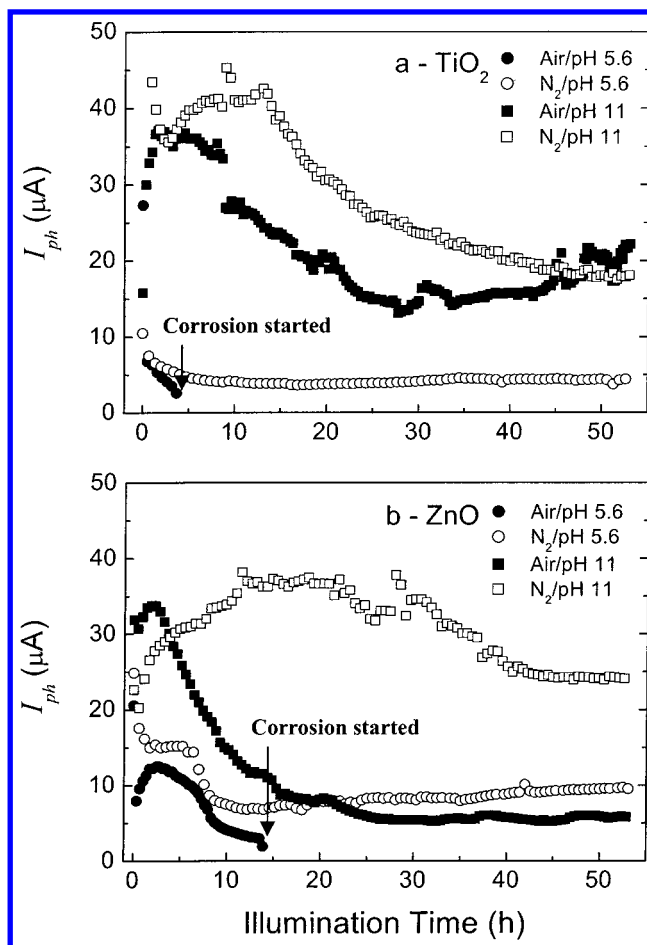 50
40
30
20
10
0
I_ph (µA)
a - TiO₂
Air/pH 5.6
N₂/pH 5.6
Air/pH 11
N₂/pH 11
Corrosion started
0 10 20 30 40 50
50
40
30
20
10
0
I_ph (µA)
b - ZnO
Air/pH 5.6
N₂/pH 5.6
Air/pH 11
N₂/pH 11
Corrosion started
0 10 20 30 40 50
Illumination Time (h)